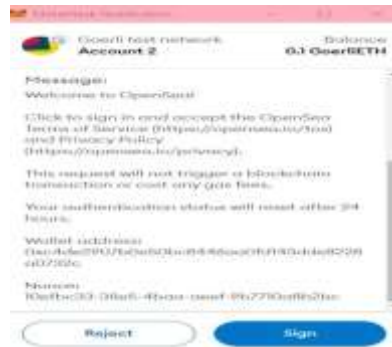 Goerli test network
Balance
Account 2
0.1 GoerliETH
Message:
Welcome to OpenSea!
Click to sign in and accept the OpenSea
Terms of Service (https://opensea.io/tos)
and Privacy Policy
(https://opensea.io/privacy).
This request will not trigger a blockchain
transaction or cost any gas fees.
Your authentication status will reset after 24
hours.
Wallet address:
Nonce:
Reject
Sign